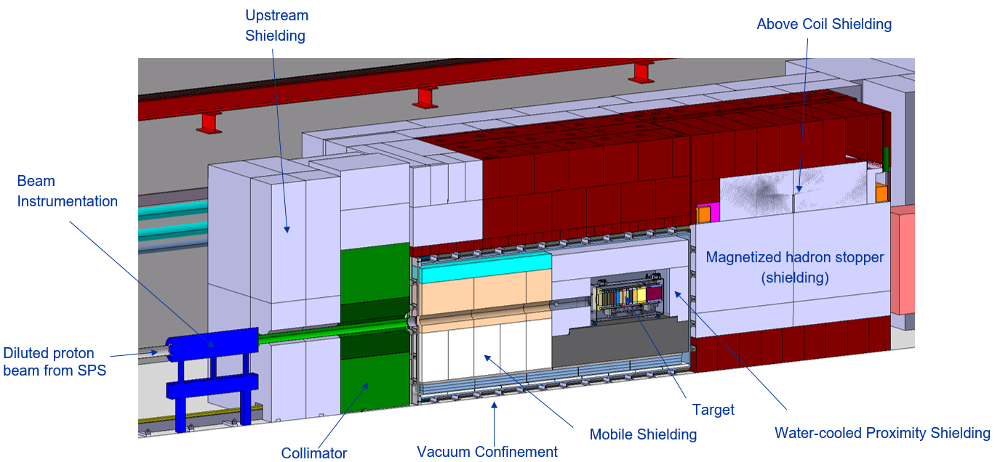 Upstream
Shielding
Above Coil Shielding
Beam
Instrumentation
Magnetized hadron stopper
(shielding)
Diluted proton
beam from SPS
Target
Mobile Shielding
Water-cooled Proximity Shielding
Collimator
Vacuum Confinement